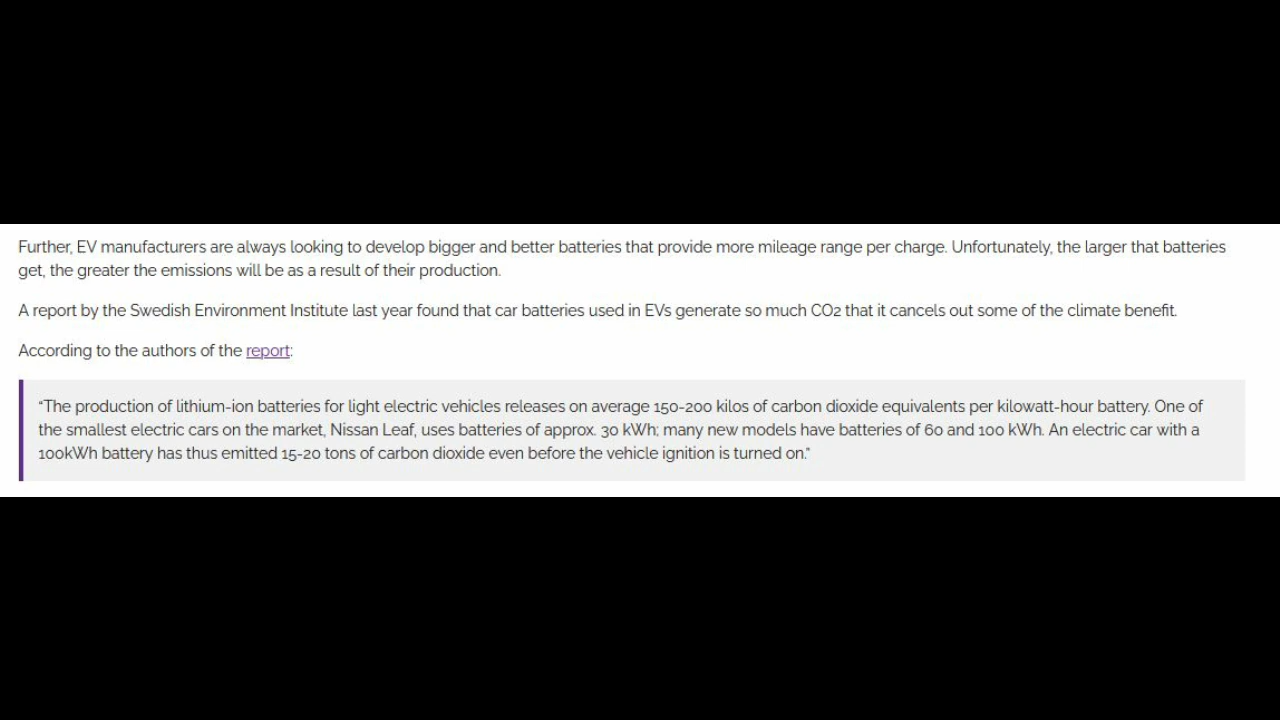 Further, EV manufacturers are always looking to develop bigger and better batteries that provide more mileage range per charge. Unfortunately, the larger that batteries
get, the greater the emissions will be as a result of their production.
A report by the Swedish Environment Institute last year found that car batteries used in EVs generate so much CO2 that it cancels out some of the climate benefit.
According to the authors of the report:
“The production of lithium-ion batteries for light electric vehicles releases on average 150-200 kilos of carbon dioxide equivalents per kilowatt-hour battery. One of
the smallest electric cars on the market, Nissan Leaf, uses batteries of approx. 30 kWh; many new models have batteries of 60 and 100 kWh. An electric car with a
100kWh battery has thus emitted 15-20 tons of carbon dioxide even before the vehicle ignition is turned on.”